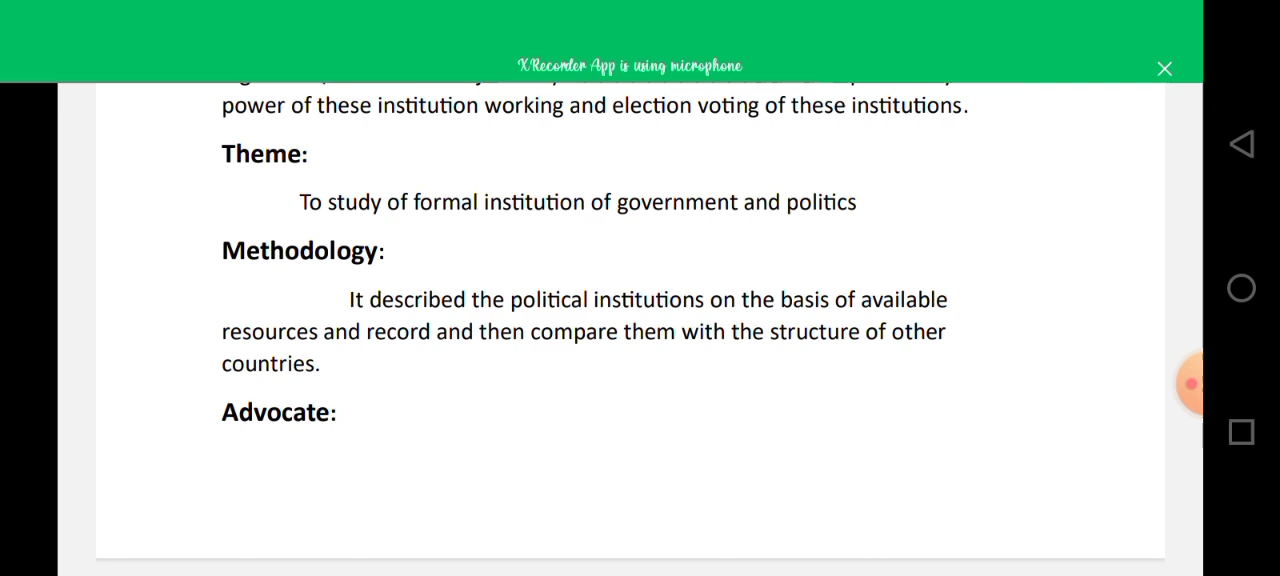 XRecorder App is using microphone
power of these institution working and election voting of these institutions.
Theme:
To study of formal institution of government and politics
Methodology:
It described the political institutions on the basis of available
resources and record and then compare them with the structure of other
countries.
Advocate: